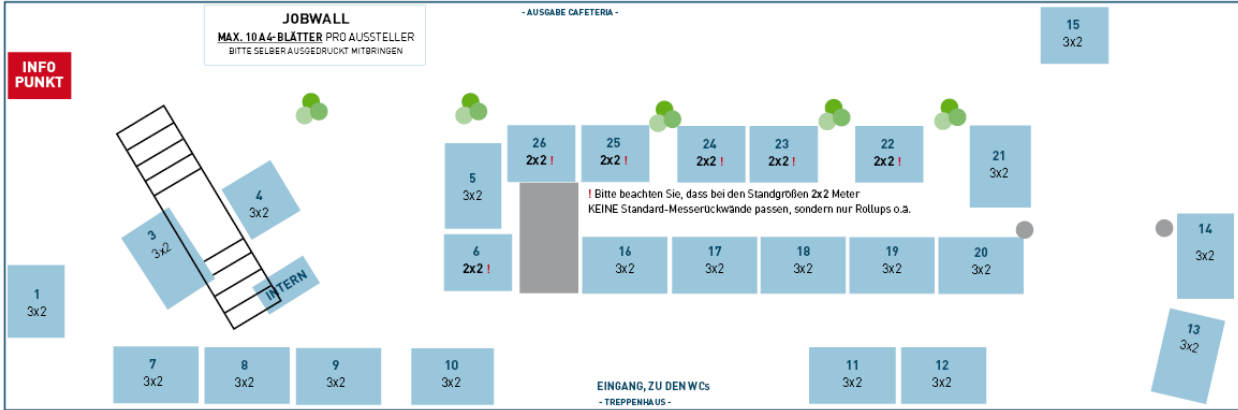 - AUSGABE CAFETERIA -
JOBWALL
MAX. 10 A4-BLÄTTER PRO AUSSTELLER
BITTE SELBER AUSGEDRUCKT MITBRINGEN
15
3x2
INFO
PUNKT
26
2x2 !
25
2x2 !
24
2x2 !
23
2x2 !
22
2x2 !
21
3x2
5
3x2
4
3x2
! Bitte beachten Sie, dass bei den Standgrößen 2x2 Meter
KEINE Standard-Messerückwände passen, sondern nur Rollups o.ä.
3
3x2
14
3x2
6
2x2 !
16
3x2
17
3x2
18
3x2
19
3x2
20
3x2
INTERN
1
3x2
13
3x2
7
3x2
8
3x2
9
3x2
10
3x2
11
3x2
12
3x2
EINGANG, ZU DEN WCs
- TREPPENHAUS -